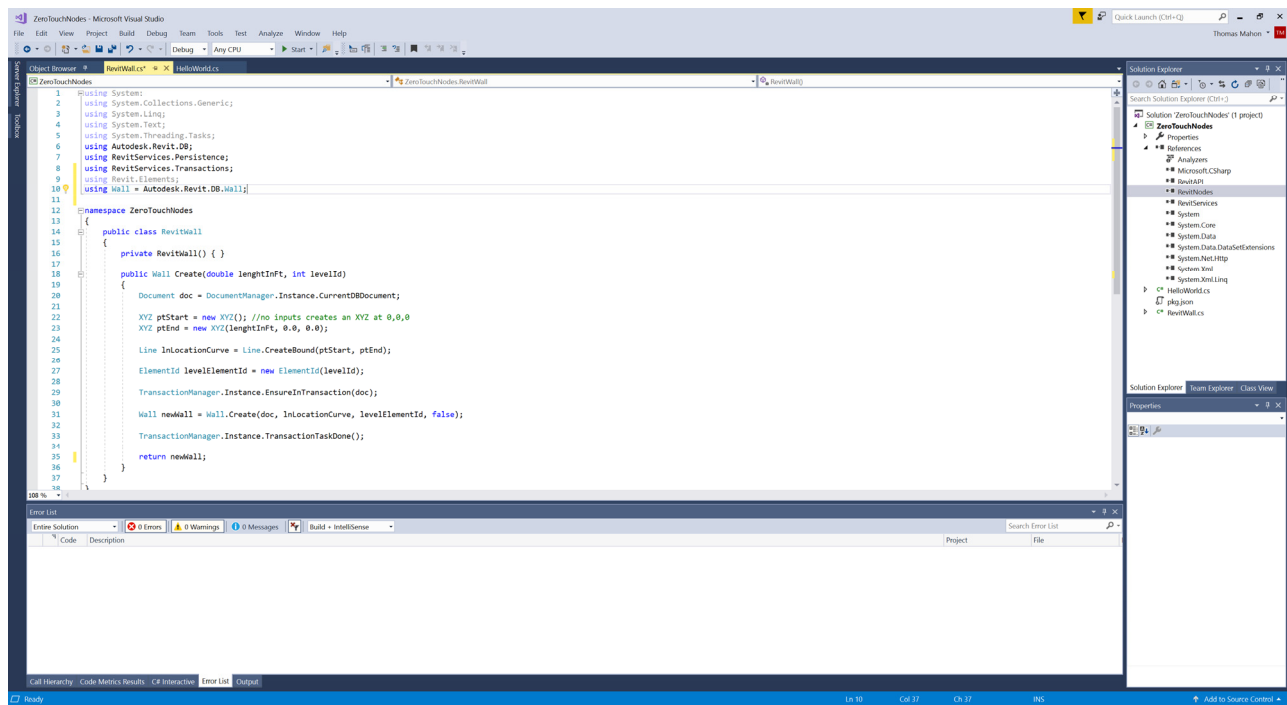 ZeroTouchNodes - Microsoft Visual Studio
Quick Launch (Ctrl+Q)
File Edit View Project Build Debug Team Tools Test Analyze Window Help
Thomas Mahon
TM
Debug Any CPU Start
Server Explorer
Toolbox
Object Browser RevitWall.cs* HelloWorld.cs
ZeroTouchNodes ZeroTouchNodes.RevitWall RevitWall()
1 using System;
2 using System.Collections.Generic;
3 using System.Linq;
4 using System.Text;
5 using System.Threading.Tasks;
6 using Autodesk.Revit.DB;
7 using RevitServices.Persistence;
8 using RevitServices.Transactions;
9 using Revit.Elements;
10 using Wall = Autodesk.Revit.DB.Wall;
11
12 namespace ZeroTouchNodes
13 {
14 public class RevitWall
15 {
16 private RevitWall() { }
17
18 public Wall Create(double lenghtInFt, int levelId)
19 {
20 Document doc = DocumentManager.Instance.CurrentDBDocument;
21
22 XYZ ptStart = new XYZ(); //no inputs creates an XYZ at 0,0,0
23 XYZ ptEnd = new XYZ(lenghtInFt, 0.0, 0.0);
24
25 Line lnLocationCurve = Line.CreateBound(ptStart, ptEnd);
26
27 ElementId levelElementId = new ElementId(levelId);
28
29 TransactionManager.Instance.EnsureInTransaction(doc);
30
31 Wall newWall = Wall.Create(doc, lnLocationCurve, levelElementId, false);
32
33 TransactionManager.Instance.TransactionTaskDone();
34
35 return newWall;
36 }
37 }
38 }
108 %
Solution Explorer
Search Solution Explorer (Ctrl+;)
Solution 'ZeroTouchNodes' (1 project)
C# ZeroTouchNodes
Properties
References
Analyzers
Microsoft.CSharp
RevitAPI
RevitNodes
RevitServices
System
System.Core
System.Data
System.Data.DataSetExtensions
System.Net.Http
System.Xml
System.Xml.Linq
C# HelloWorld.cs
pkg.json
C# RevitWall.cs
Solution Explorer Team Explorer Class View
Properties
Error List
Entire Solution 0 Errors 0 Warnings 0 Messages Build + IntelliSense Search Error List
Code Description Project File
Call Hierarchy Code Metrics Results C# Interactive Error List Output
Ready Ln 10 Col 37 Ch 37 INS Add to Source Control